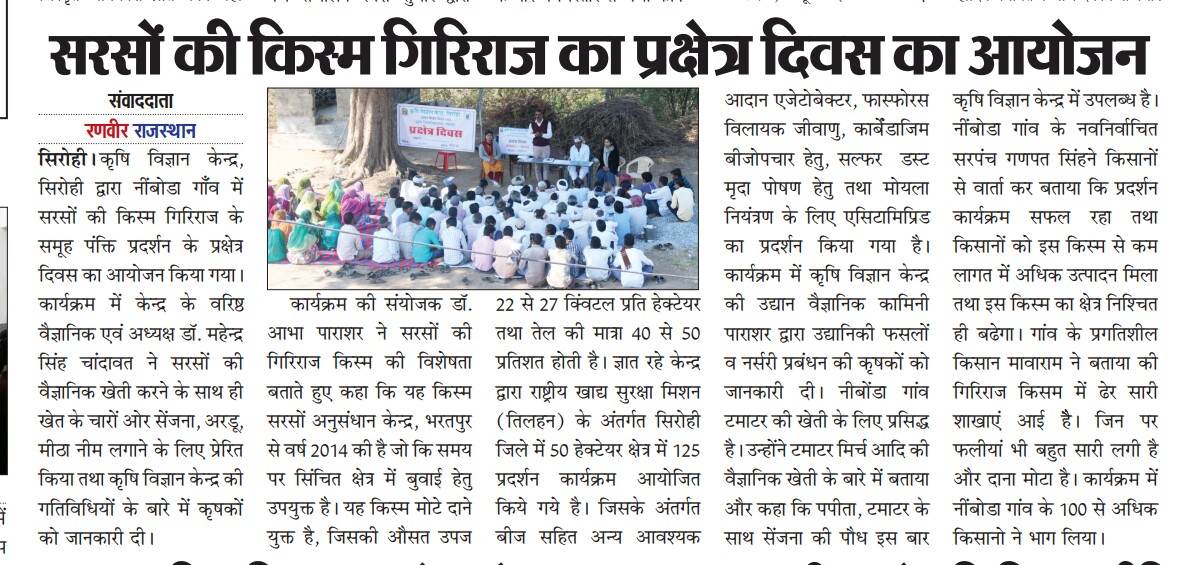 सरसों की किस्म गिरिराज का प्रक्षेत्र दिवस का आयोजन
संवाददाता
रणवीर राजस्थान
सिरोही। कृषि विज्ञान केन्द्र,
सिरोही द्वारा नींबोडा गाँव में
सरसों की किस्म गिरिराज के
समूह पंक्ति प्रदर्शन के प्रक्षेत्र
दिवस का आयोजन किया गया।
कार्यक्रम में केन्द्र के वरिष्ठ
वैज्ञानिक एवं अध्यक्ष डॉ. महेन्द्र
सिंह चांदावत ने सरसों की
वैज्ञानिक खेती करने के साथ ही
खेत के चारों ओर सेंजना, अरडू,
मीठा नीम लगाने के लिए प्रेरित
किया तथा कृषि विज्ञान केन्द्र की
गतिविधियों के बारे में कृषकों
को जानकारी दी।
प्रक्षेत्र दिवस
कार्यक्रम की संयोजक डॉ.
आभा पाराशर ने सरसों की
गिरिराज किस्म की विशेषता
बताते हुए कहा कि यह किस्म
सरसों अनुसंधान केन्द्र, भरतपुर
से वर्ष 2014 की है जो कि समय
पर सिंचित क्षेत्र में बुवाई हेतु
उपयुक्त है। यह किस्म मोटे दाने
युक्त है, जिसकी औसत उपज
22 से 27 क्विंटल प्रति हेक्टेयर
तथा तेल की मात्रा 40 से 50
प्रतिशत होती है। ज्ञात रहे केन्द्र
द्वारा राष्ट्रीय खाद्य सुरक्षा मिशन
(तिलहन) के अंतर्गत सिरोही
जिले में 50 हेक्टेयर क्षेत्र में 125
प्रदर्शन कार्यक्रम आयोजित
किये गये है। जिसके अंतर्गत
बीज सहित अन्य आवश्यक
आदान एजेटोबेक्टर, फास्फोरस
विलायक जीवाणु, कार्बेंडाजिम
बीजोपचार हेतु, सल्फर डस्ट
मृदा पोषण हेतु तथा मोयला
नियंत्रण के लिए एसिटामिप्रिड
का प्रदर्शन किया गया है।
कार्यक्रम में कृषि विज्ञान केन्द्र
की उद्यान वैज्ञानिक कामिनी
पाराशर द्वारा उद्यानिकी फसलों
व नर्सरी प्रबंधन की कृषकों को
जानकारी दी। नीबोंडा गांव
टमाटर की खेती के लिए प्रसिद्ध
है। उन्होंने टमाटर मिर्च आदि की
वैज्ञानिक खेती के बारे में बताया
और कहा कि पपीता, टमाटर के
साथ सेंजना की पौध इस बार
कृषि विज्ञान केन्द्र में उपलब्ध है।
नींबोडा गांव के नवनिर्वाचित
सरपंच गणपत सिंहने किसानों
से वार्ता कर बताया कि प्रदर्शन
कार्यक्रम सफल रहा तथा
किसानों को इस किस्म से कम
लागत में अधिक उत्पादन मिला
तथा इस किस्म का क्षेत्र निश्चित
ही बढेगा। गांव के प्रगतिशील
किसान मावाराम ने बताया की
गिरिराज किसम में ढेर सारी
शाखाएं आई है। जिन पर
फलीयां भी बहुत सारी लगी है
और दाना मोटा है। कार्यक्रम में
नींबोडा गांव के 100 से अधिक
किसानो ने भाग लिया।